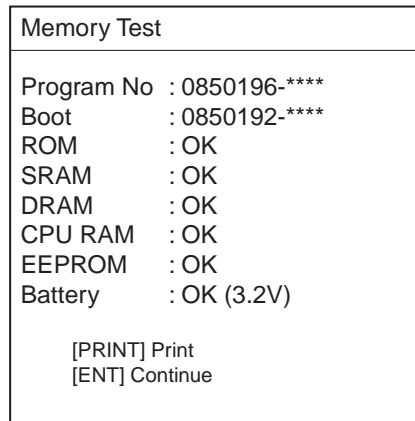 Memory Test
Program No : 0850196-****
Boot : 0850192-****
ROM : OK
SRAM : OK
DRAM : OK
CPU RAM : OK
EEPROM : OK
Battery : OK (3.2V)
[PRINT] Print
[ENT] Continue